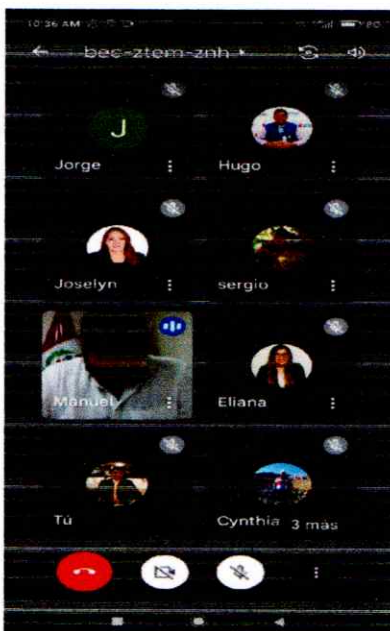 10:36 AM
bec-ztem-znh
J
Jorge
Hugo
Joselyn
sergio
Manuel
Eliana
Tú
Cynthia 3 más